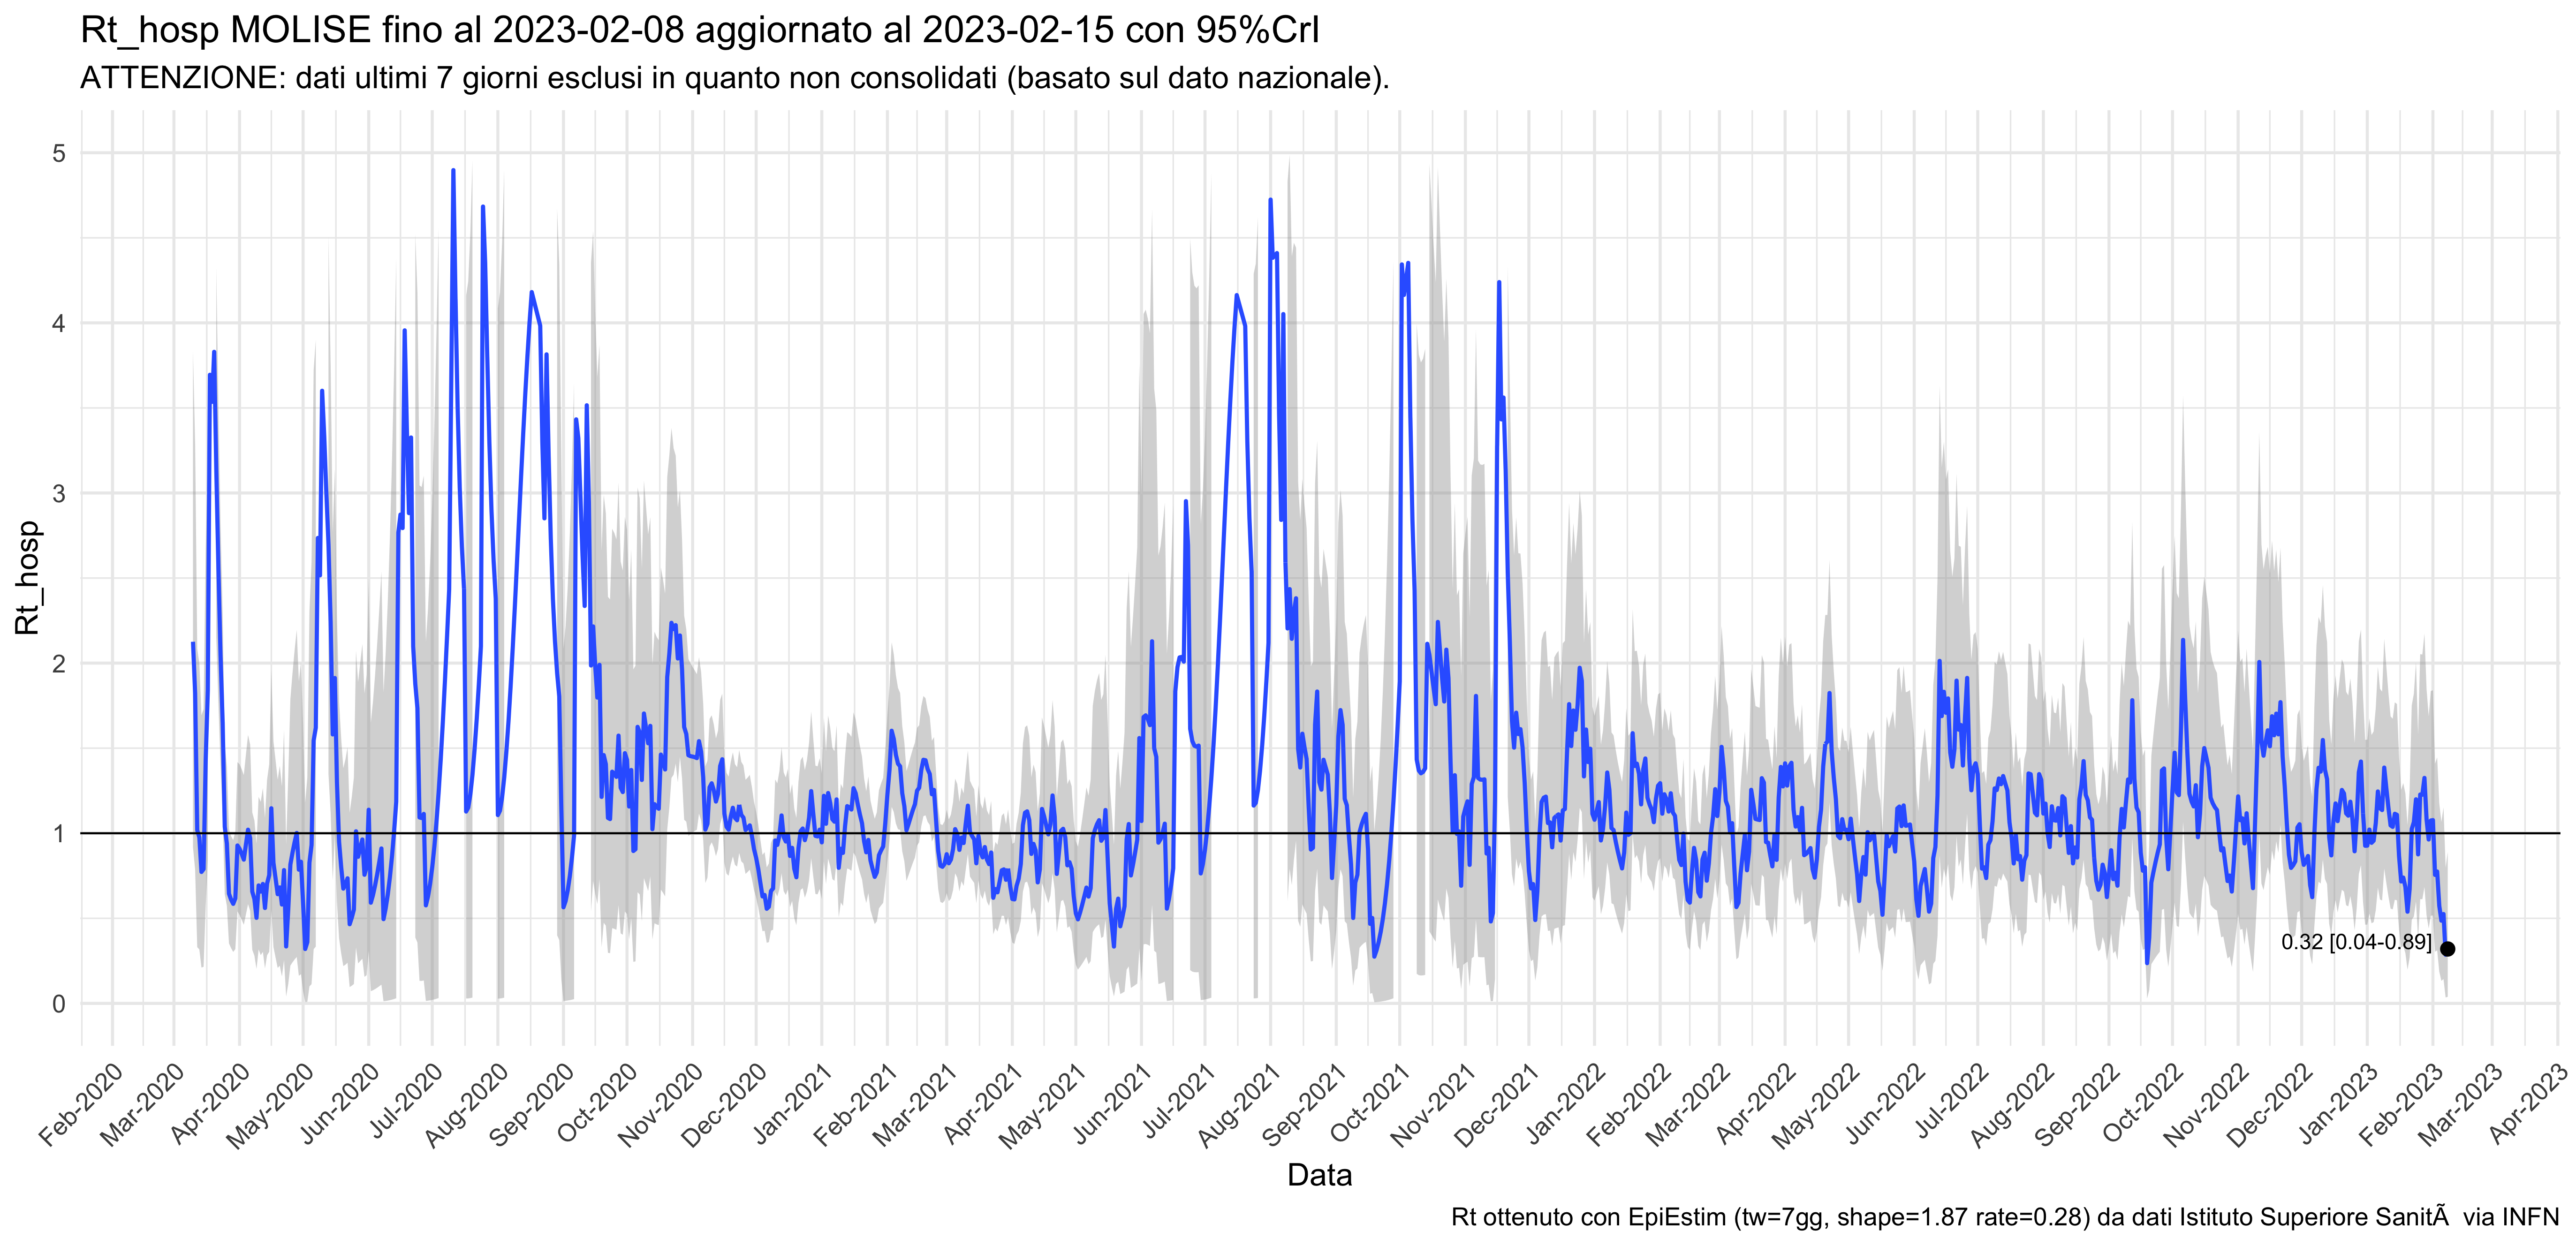 Rt_hosp MOLISE fino al 2023-02-08 aggiornato al 2023-02-15 con 95%CrI
ATTENZIONE: dati ultimi 7 giorni esclusi in quanto non consolidati (basato sul dato nazionale).
5
4
3
2
1
0
Rt_hosp
0.32 [0.04-0.89]
Feb-2020
Mar-2020
Apr-2020
May-2020
Jun-2020
Jul-2020
Aug-2020
Sep-2020
Oct-2020
Nov-2020
Dec-2020
Jan-2021
Feb-2021
Mar-2021
Apr-2021
May-2021
Jun-2021
Jul-2021
Aug-2021
Sep-2021
Oct-2021
Nov-2021
Dec-2021
Jan-2022
Feb-2022
Mar-2022
Apr-2022
May-2022
Jun-2022
Jul-2022
Aug-2022
Sep-2022
Oct-2022
Nov-2022
Dec-2022
Jan-2023
Feb-2023
Mar-2023
Apr-2023
Data
Rt ottenuto con EpiEstim (tw=7gg, shape=1.87 rate=0.28) da dati Istituto Superiore SanitÃ  via INFN